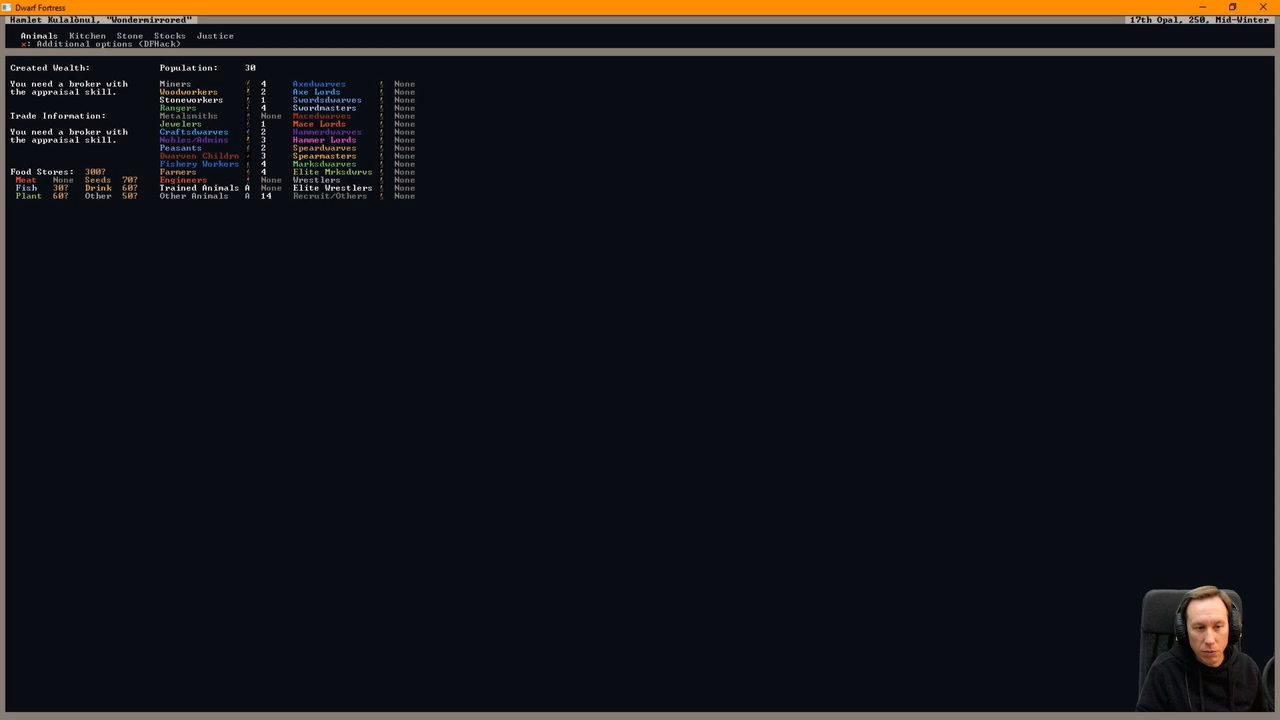 Dwarf Fortress
Hamlet Kulalònul, "Wondermirrored" 17th Opal, 250, Mid-Winter
Animals Kitchen Stone Stocks Justice
x: Additional options (DFHack)
Created Wealth: Population: 30
You need a broker with Miners 4 Axedwarves None
the appraisal skill. Woodworkers 2 Axe Lords None
Stoneworkers 1 Swordsdwarves None
Rangers 4 Swordmasters None
Trade Information: Metalsmiths None Macedwarves None
Jewelers 1 Mace Lords None
You need a broker with Craftsdwarves 2 Hammerdwarves None
the appraisal skill. Nobles/Admins 3 Hammer Lords None
Peasants 2 Speardwarves None
Dwarven Childrn 3 Spearmasters None
Fishery Workers 4 Marksdwarves None
Food Stores: 300? Farmers 4 Elite Mrksdwrvs None
Meat None Seeds 70? Engineers None Wrestlers None
Fish 30? Drink 60? Trained Animals A None Elite Wrestlers None
Plant 60? Other 50? Other Animals A 14 Recruit/Others None